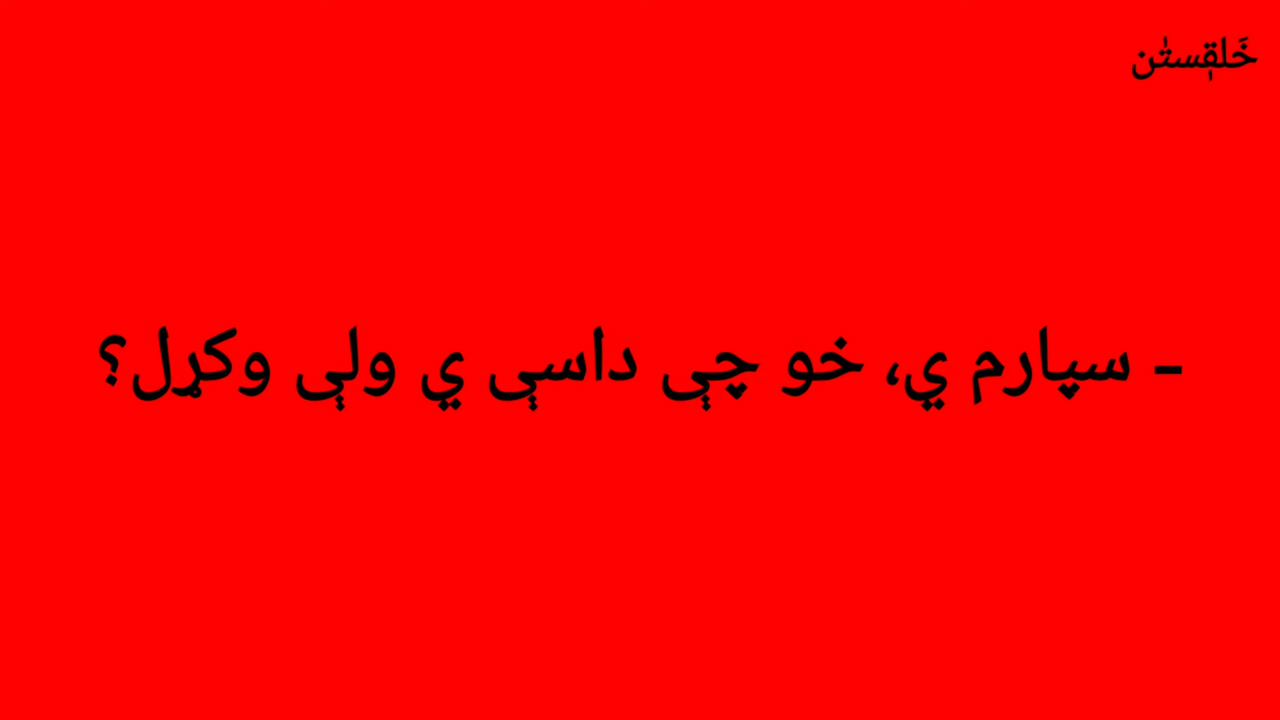 خَلقٖستٰن
- سپارم ي، خو چې داسې ي ولې وکړل؟